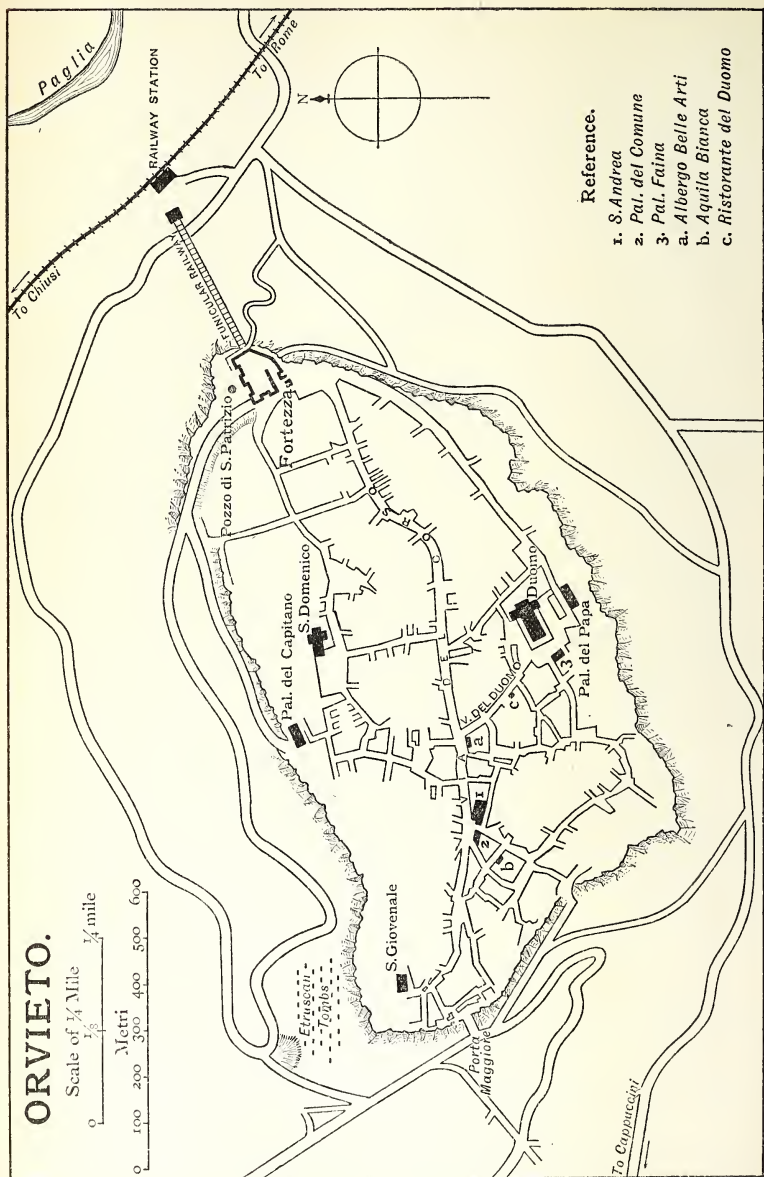 ORVIETO.
Scale of ¼ Mile
0 ⅛ ¼ mile
Metri
0 100 200 300 400 500 600
Paglia
RAILWAY STATION
To Rome
To Chiusi
FUNICULAR RAILWAY
N
Pozzo di S. Patrizio
Fortezza
Pal. del Capitano
S. Domenico
Duomo
V. DEL DUOMO
Pal. del Papa
3
c
a
1
2
b
S. Giovenale
Etruscan
Tombs
Porta
Maggiore
To Cappuccini
Reference.
1. S. Andrea
2. Pal. del Comune
3. Pal. Faina
a. Albergo Belle Arti
b. Aquila Bianca
c. Ristorante del Duomo